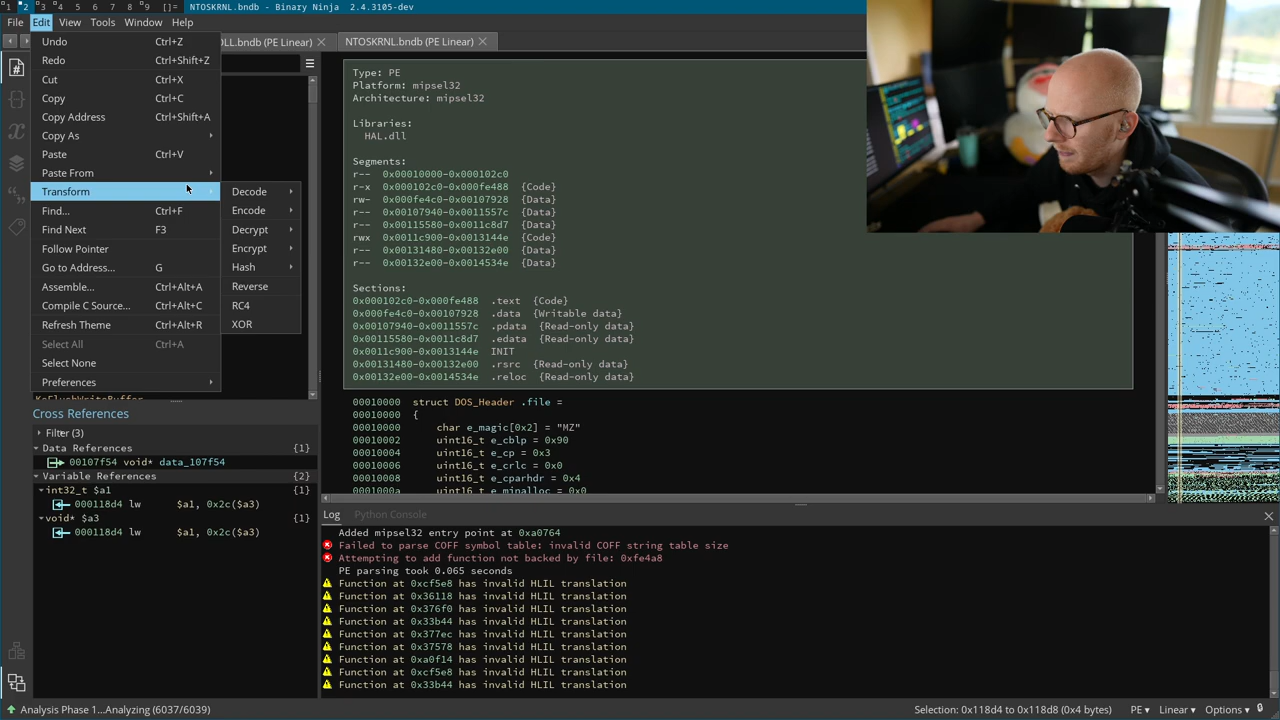 1 2 3 4 5 6 7 8 9 []= NTOSKRNL.bndb - Binary Ninja 2.4.3105-dev
File Edit View Tools Window Help
LL.bndb (PE Linear) NTOSKRNL.bndb (PE Linear)
Undo Ctrl+Z
Redo Ctrl+Shift+Z
Cut Ctrl+X
Copy Ctrl+C
Copy Address Ctrl+Shift+A
Copy As
Paste Ctrl+V
Paste From
Transform
Find... Ctrl+F
Find Next F3
Follow Pointer
Go to Address... G
Assemble... Ctrl+Alt+A
Compile C Source... Ctrl+Alt+C
Refresh Theme Ctrl+Alt+R
Select All Ctrl+A
Select None
Preferences
Decode
Encode
Decrypt
Encrypt
Hash
Reverse
RC4
XOR
KeFlushWriteBuffer
Type: PE
Platform: mipsel32
Architecture: mipsel32
Libraries:
HAL.dll
Segments:
r-- 0x00010000-0x000102c0
r-x 0x000102c0-0x000fe488 {Code}
rw- 0x000fe4c0-0x00107928 {Data}
r-- 0x00107940-0x0011557c {Data}
r-- 0x00115580-0x0011c8d7 {Data}
rwx 0x0011c900-0x0013144e {Code}
r-- 0x00131480-0x00132e00 {Data}
r-- 0x00132e00-0x0014534e {Data}
Sections:
0x000102c0-0x000fe488 .text {Code}
0x000fe4c0-0x00107928 .data {Writable data}
0x00107940-0x0011557c .pdata {Read-only data}
0x00115580-0x0011c8d7 .edata {Read-only data}
0x0011c900-0x0013144e INIT
0x00131480-0x00132e00 .rsrc {Read-only data}
0x00132e00-0x0014534e .reloc {Read-only data}
00010000 struct DOS_Header .file =
00010000 {
00010000 char e_magic[0x2] = "MZ"
00010002 uint16_t e_cblp = 0x90
00010004 uint16_t e_cp = 0x3
00010006 uint16_t e_crlc = 0x0
00010008 uint16_t e_cparhdr = 0x4
0001000a uint16_t e_minalloc = 0x0
Cross References
Filter (3)
Data References {1}
00107f54 void* data_107f54
Variable References {2}
int32_t $a1 {1}
000118d4 lw $a1, 0x2c($a3)
void* $a3 {1}
000118d4 lw $a1, 0x2c($a3)
Log Python Console
Added mipsel32 entry point at 0xa0764
Failed to parse COFF symbol table: invalid COFF string table size
Attempting to add function not backed by file: 0xfe4a8
PE parsing took 0.065 seconds
Function at 0xcf5e8 has invalid HLIL translation
Function at 0x36118 has invalid HLIL translation
Function at 0x376f0 has invalid HLIL translation
Function at 0x33b44 has invalid HLIL translation
Function at 0x377ec has invalid HLIL translation
Function at 0x37578 has invalid HLIL translation
Function at 0xa0f14 has invalid HLIL translation
Function at 0xcf5e8 has invalid HLIL translation
Function at 0x33b44 has invalid HLIL translation
Analysis Phase 1...Analyzing (6037/6039) Selection: 0x118d4 to 0x118d8 (0x4 bytes) PE Linear Options